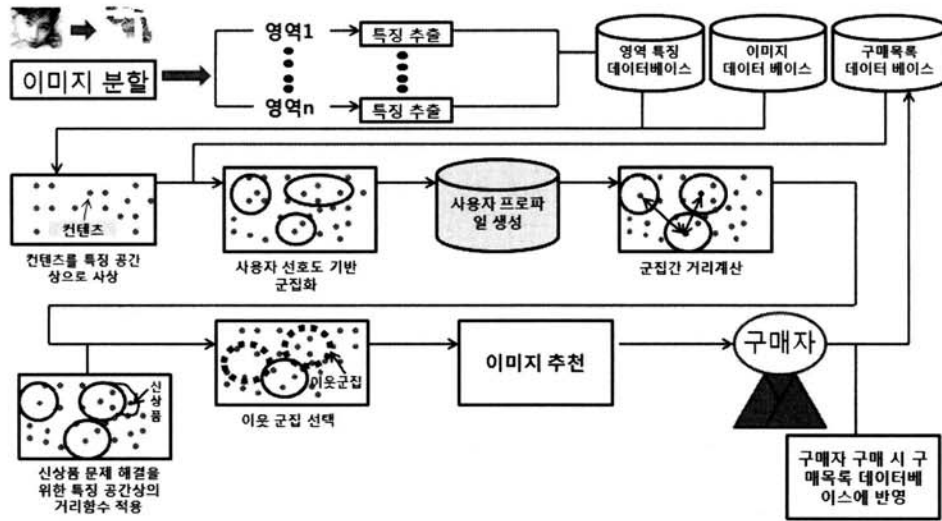 영역1
특징 추출
이미지 분할
영역n
특징 추출
영역 특징
데이터베이스
이미지
데이터 베이스
구매목록
데이터 베이스
컨텐츠
컨텐츠를 특징 공간
상으로 사상
사용자 선호도 기반
군집화
사용자 프로파
일 생성
군집간 거리계산
신
상
품
신상품 문제 해결을
위한 특징 공간상의
거리함수 적용
이웃군집
이웃 군집 선택
이미지 추천
구매자
구매자 구매 시 구
매목록 데이터베
이스에 반영